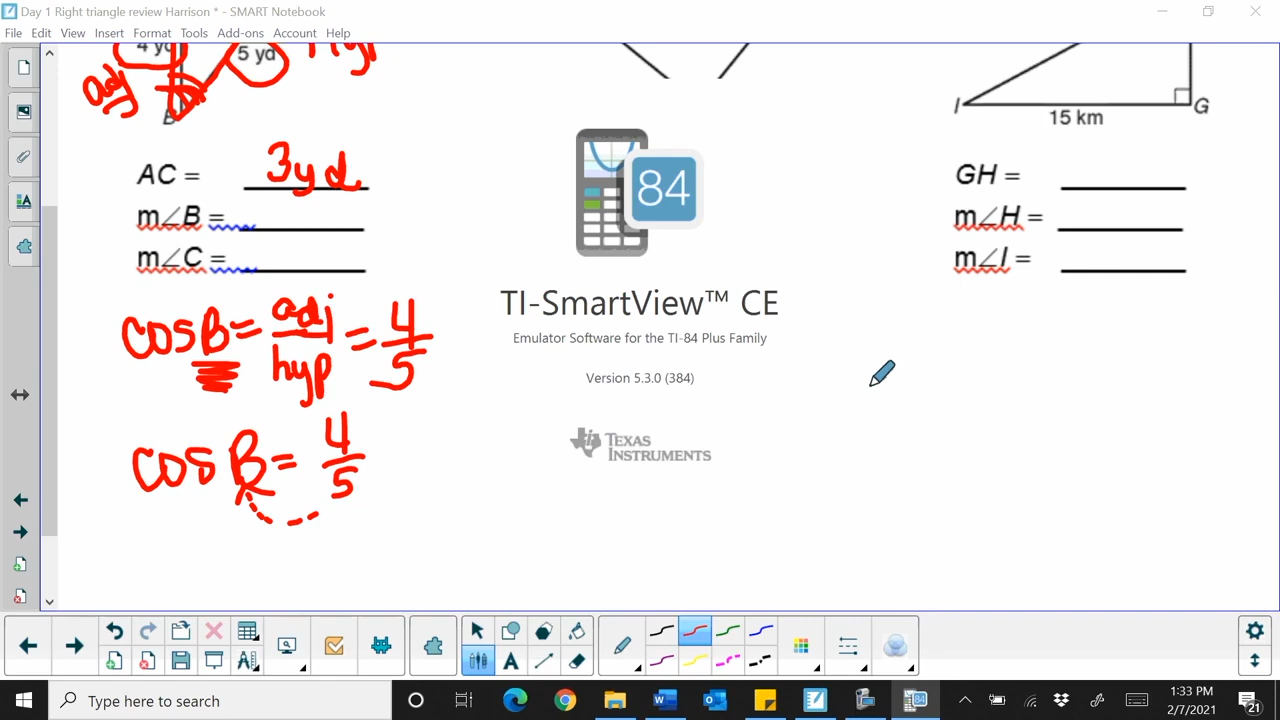 Day 1 Right triangle review Harrison * - SMART Notebook
File Edit View Insert Format Tools Add-ons Account Help
4 yd
5 yd
hyp
adj
B
I
G
15 km
AC = 3yd
m∠B =
m∠C =
GH =
m∠H =
m∠I =
84
TI-SmartView™ CE
Emulator Software for the TI-84 Plus Family
Version 5.3.0 (384)
TEXAS
INSTRUMENTS
cosB = adj/hyp = 4/5
cos B = 4/5
A
Type here to search
84
1:33 PM
2/7/2021
21